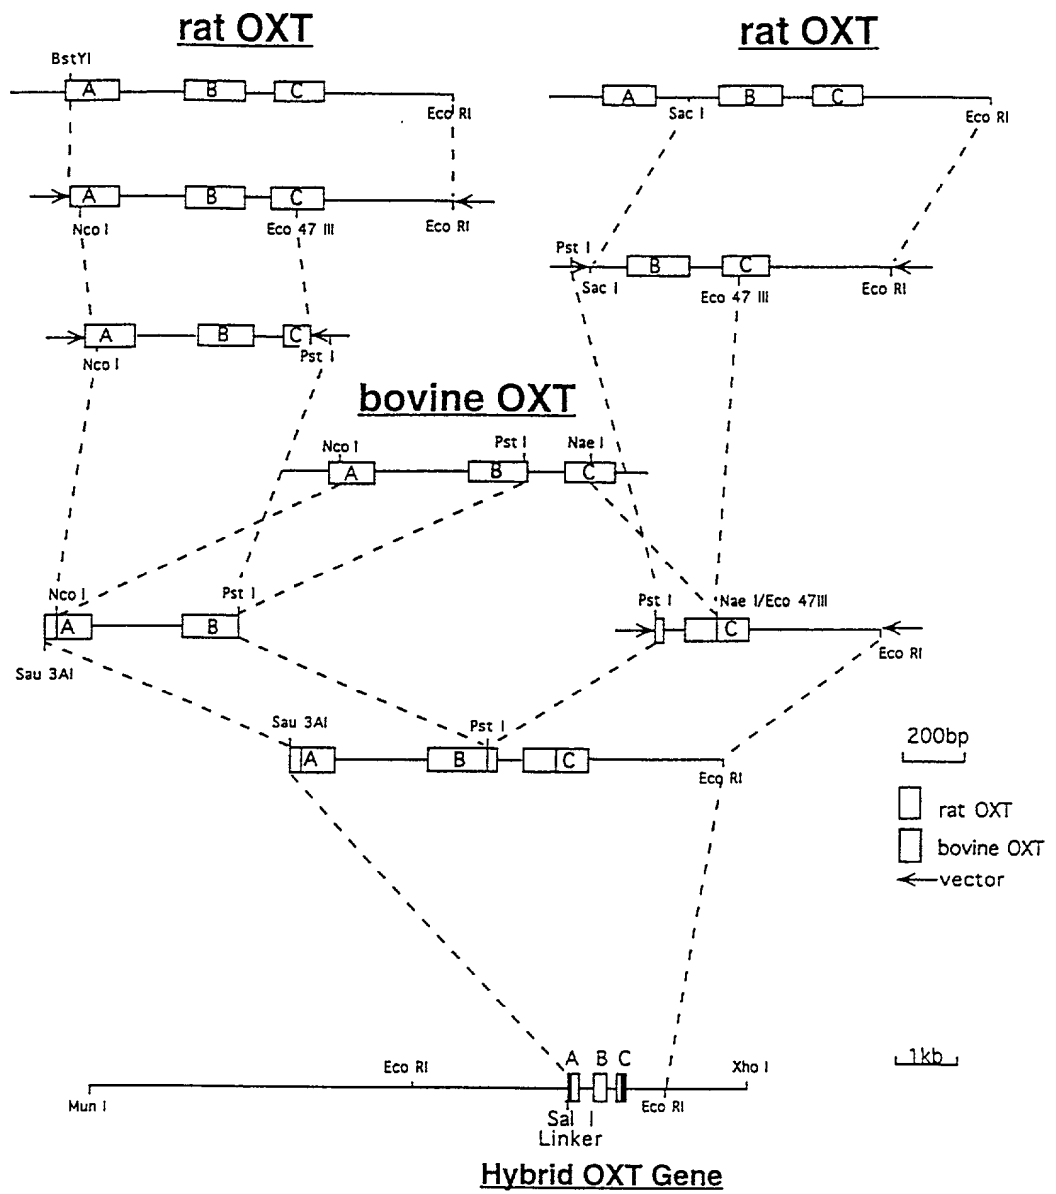 rat OXT
rat OXT
BstYI
A B C
Eco RI
A B C
Sac I
Eco RI
A B C
Nco I
Eco 47 III
Eco RI
Pst I
B C
Sac I
Eco 47 III
Eco RI
A B C
Nco I
Pst I
bovine OXT
Nco I
Pst I
Nae I
A B C
Nco I
Pst I
A B
Sau 3AI
Pst I
Nae I/Eco 47III
C
Eco RI
Sau 3AI
Pst I
A B C
Eco RI
200bp
rat OXT
bovine OXT
vector
1kb
A B C
Eco RI
Xho I
Mun I
Eco RI
Sal I
Linker
Hybrid OXT Gene